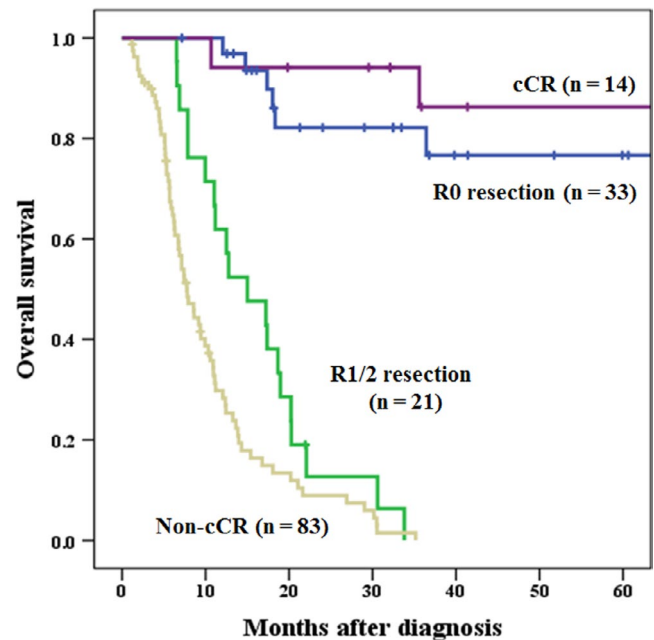 1.0
0.8
0.6
0.4
0.2
0.0
Overall survival
cCR (n = 14)
R0 resection (n = 33)
R1/2 resection
(n = 21)
Non-cCR (n = 83)
0 10 20 30 40 50 60
Months after diagnosis